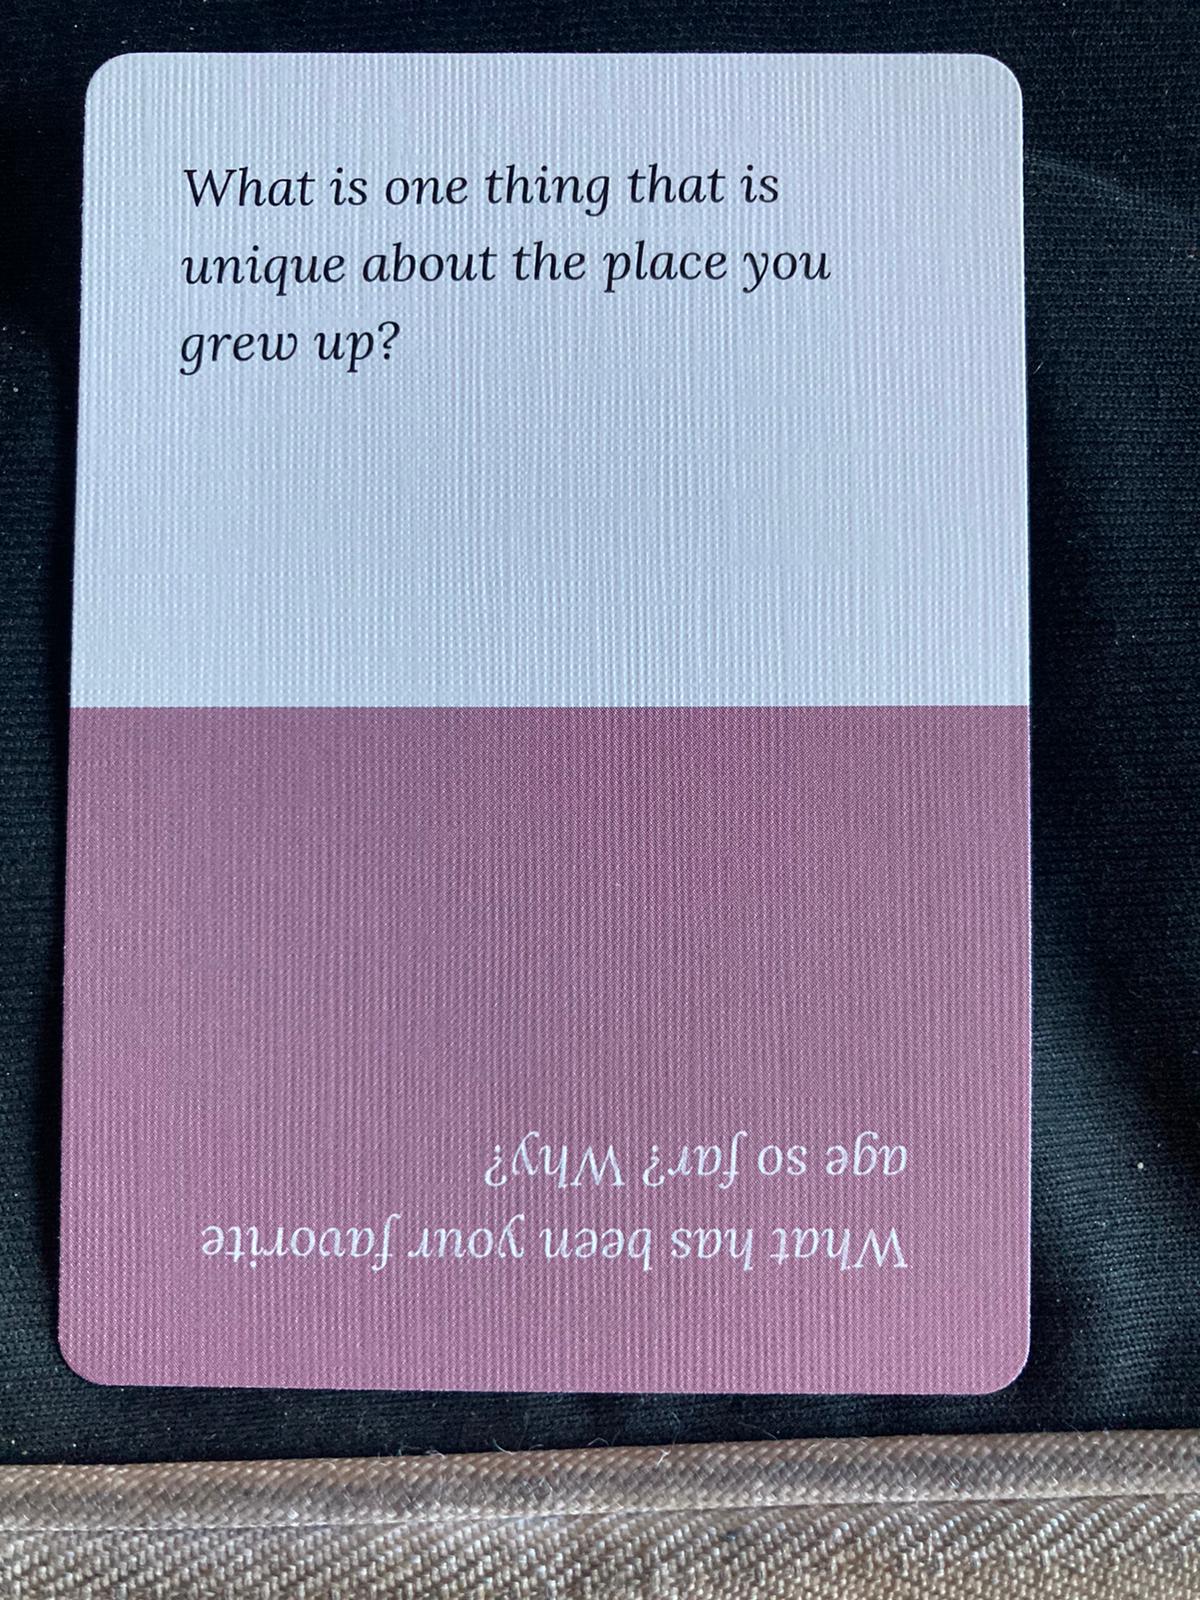 What is one thing that is
unique about the place you
grew up?
What has been your favorite
age so far? Why?